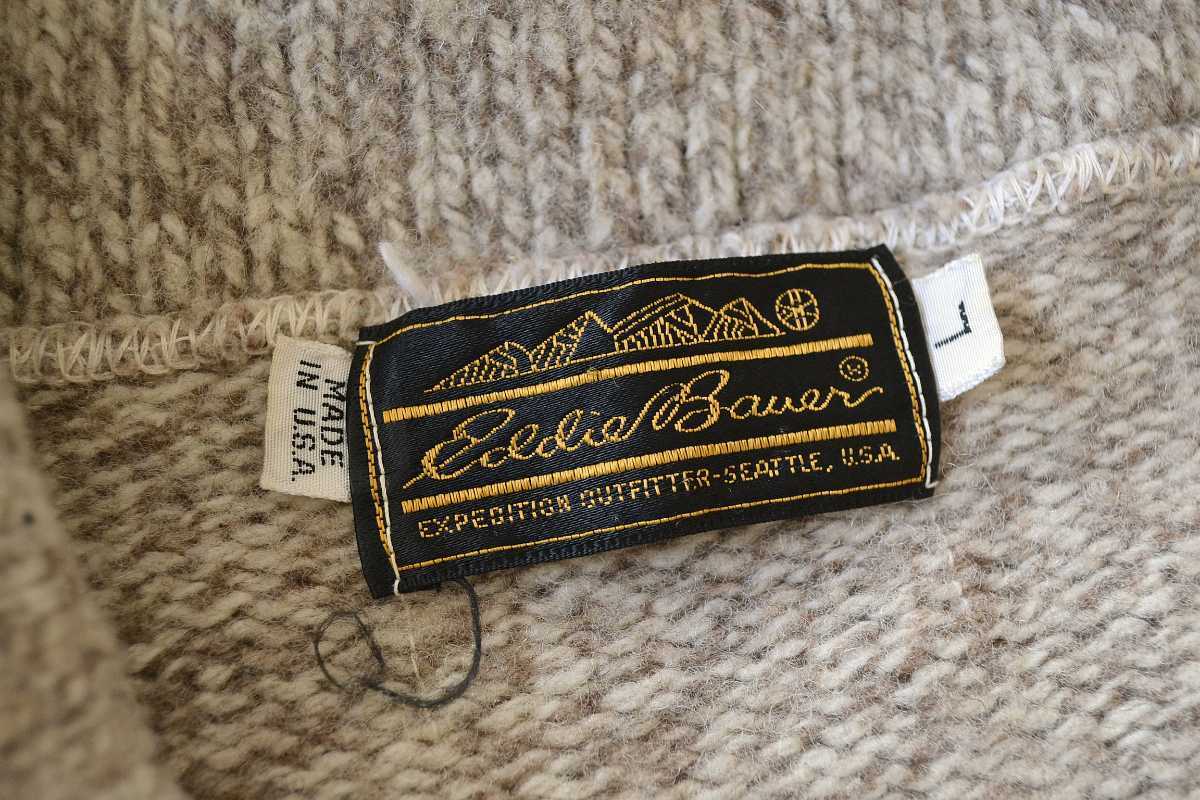 Eddie Bauer®
EXPEDITION OUTFITTER-SEATTLE, U.S.A.
MADE
IN U.S.A.
L